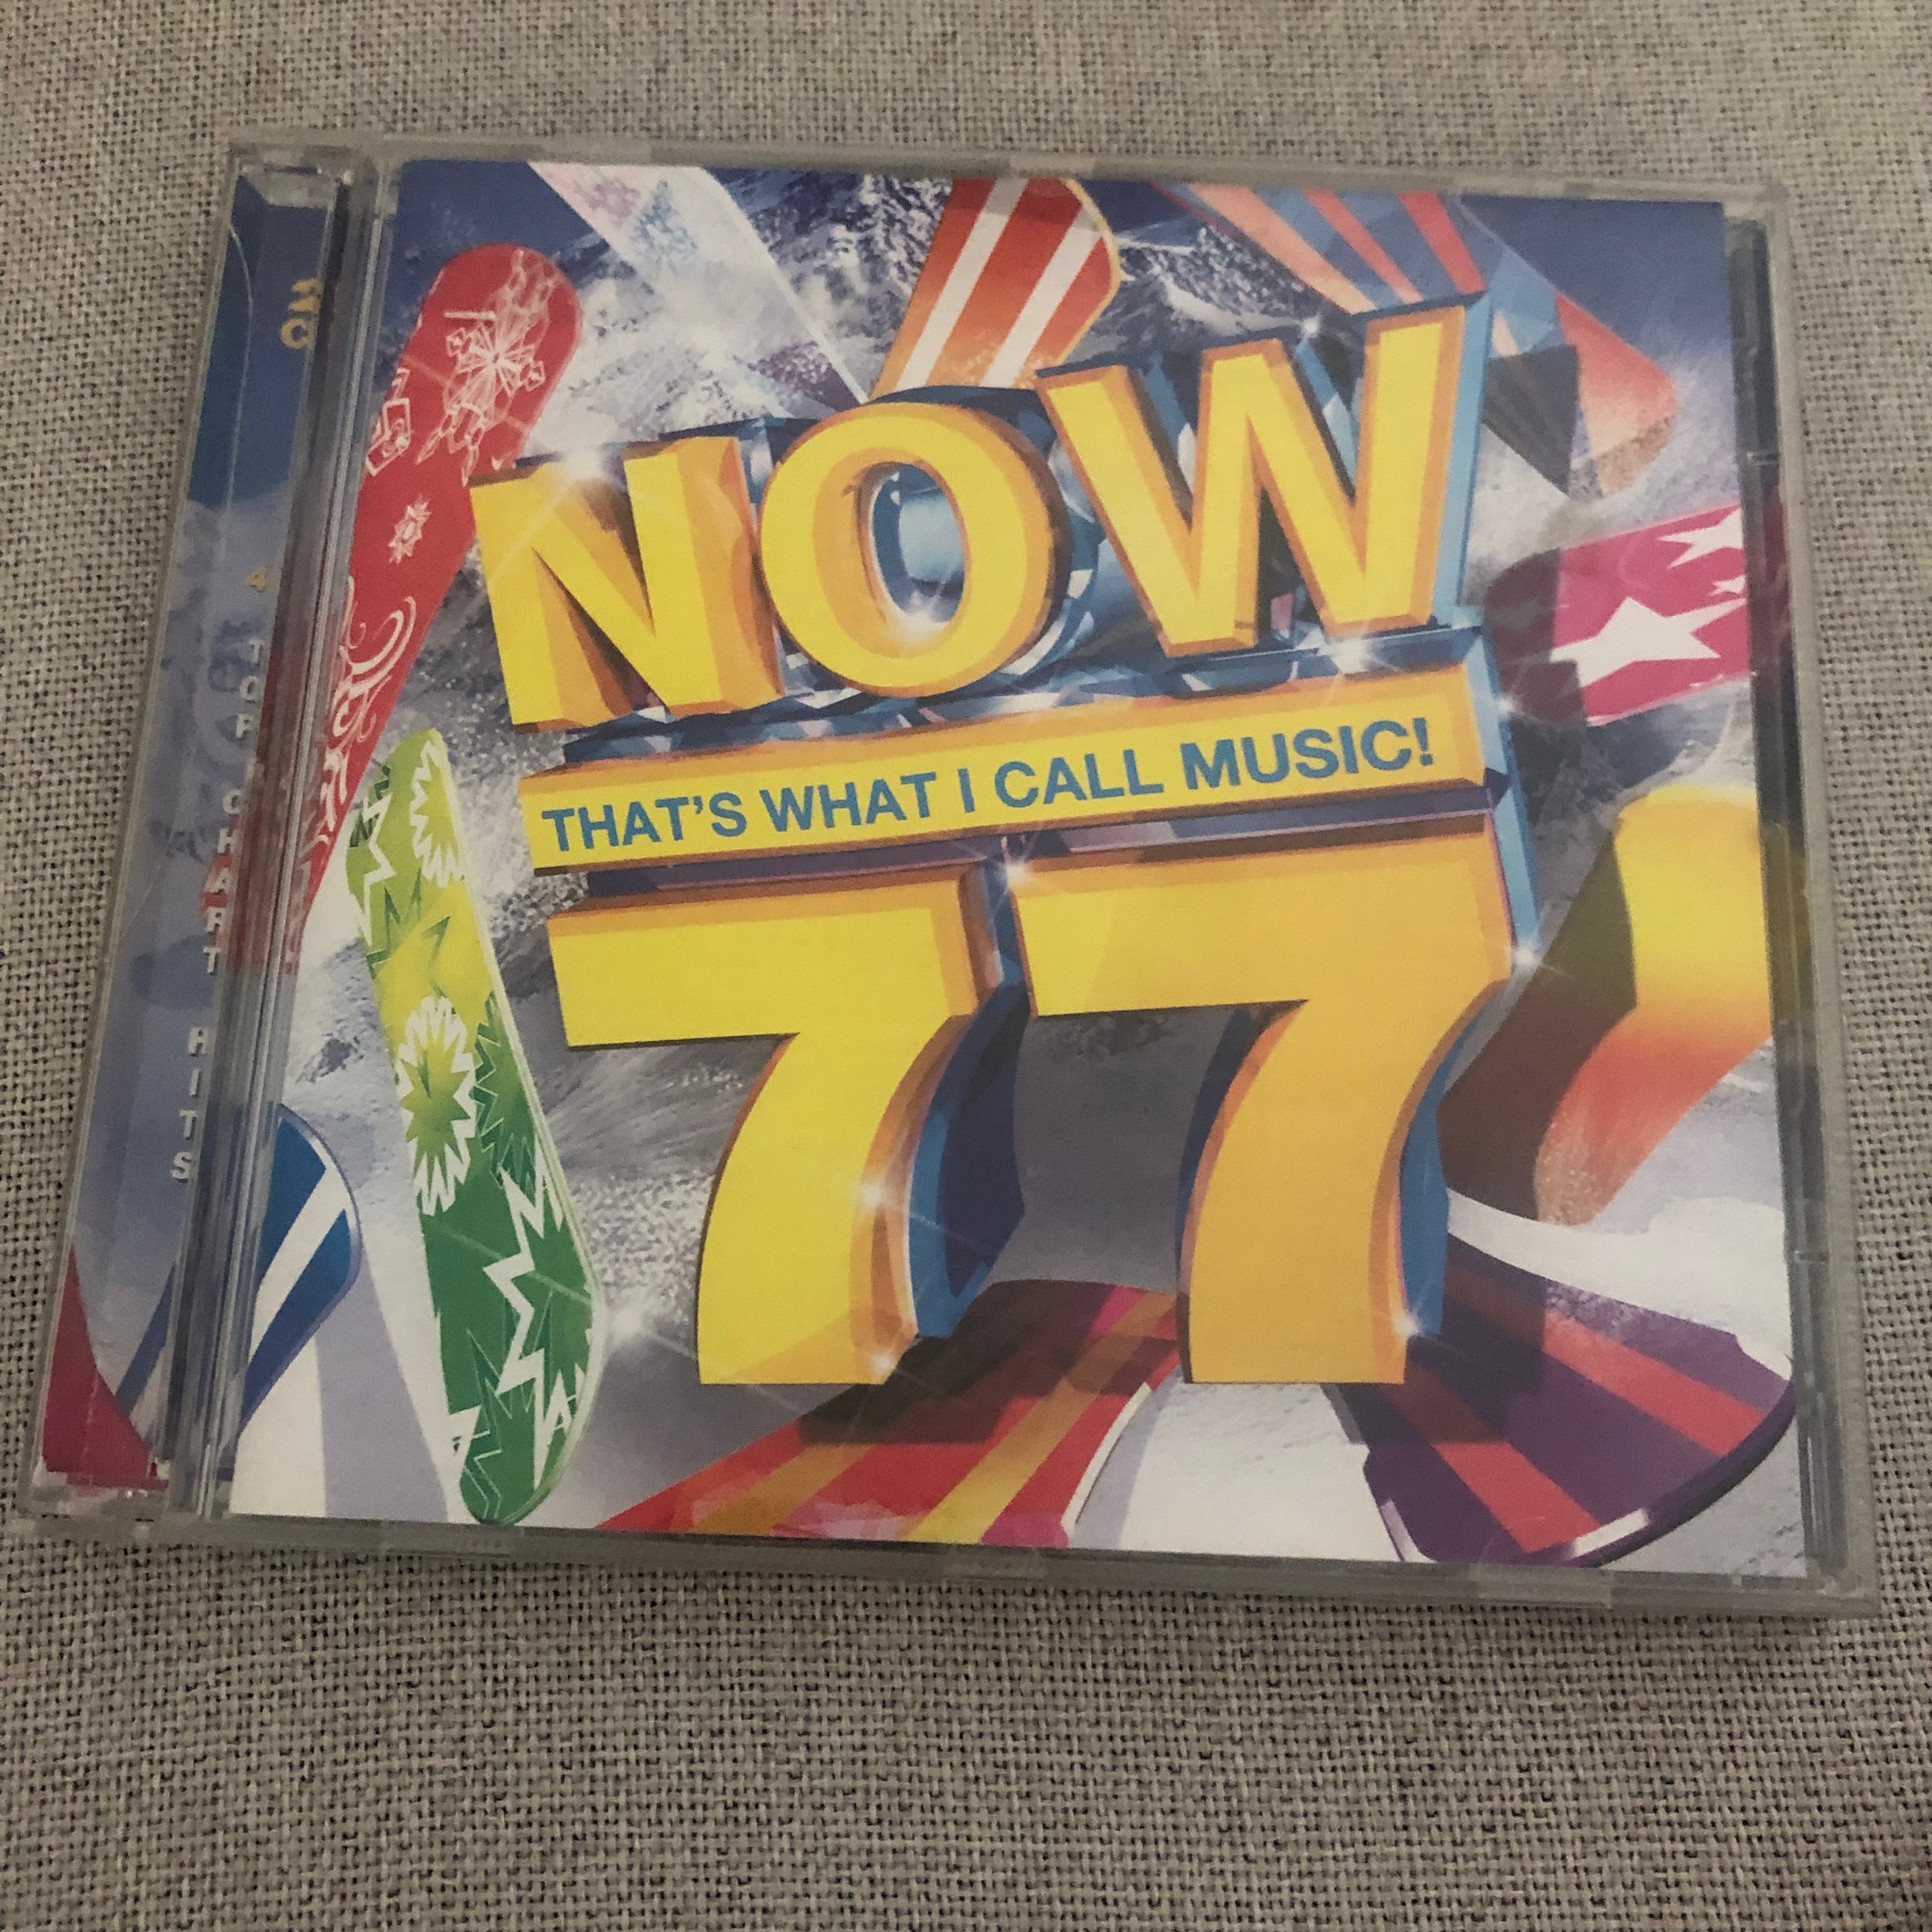 NOW
THAT'S WHAT I CALL MUSIC!
77
TOP CHART HITS